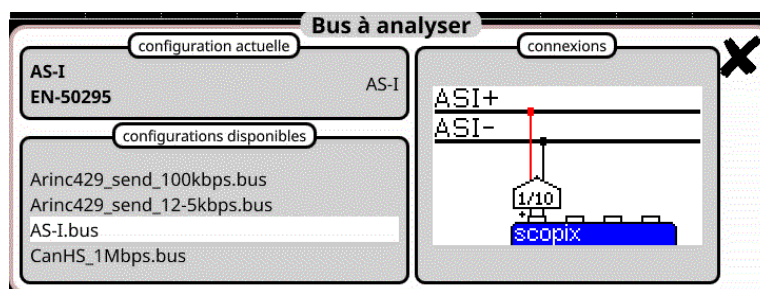 Bus à analyser
configuration actuelle
AS-I
EN-50295
AS-I
configurations disponibles
Arinc429_send_100kbps.bus
Arinc429_send_12-5kbps.bus
AS-I.bus
CanHS_1Mbps.bus
connexions
ASI+
ASI-
1/10
+
scopix